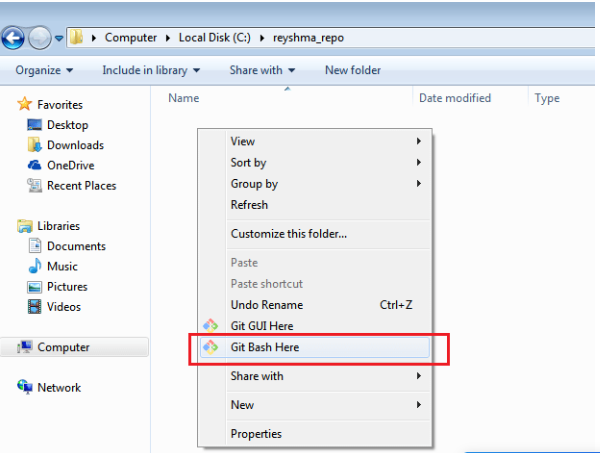 Computer Local Disk (C:) reyshma_repo
Organize Include in library Share with New folder
Favorites
Desktop
Downloads
OneDrive
Recent Places
Libraries
Documents
Music
Pictures
Videos
Computer
Network
Name Date modified Type
View
Sort by
Group by
Refresh
Customize this folder...
Paste
Paste shortcut
Undo Rename Ctrl+Z
Git GUI Here
Git Bash Here
Share with
New
Properties